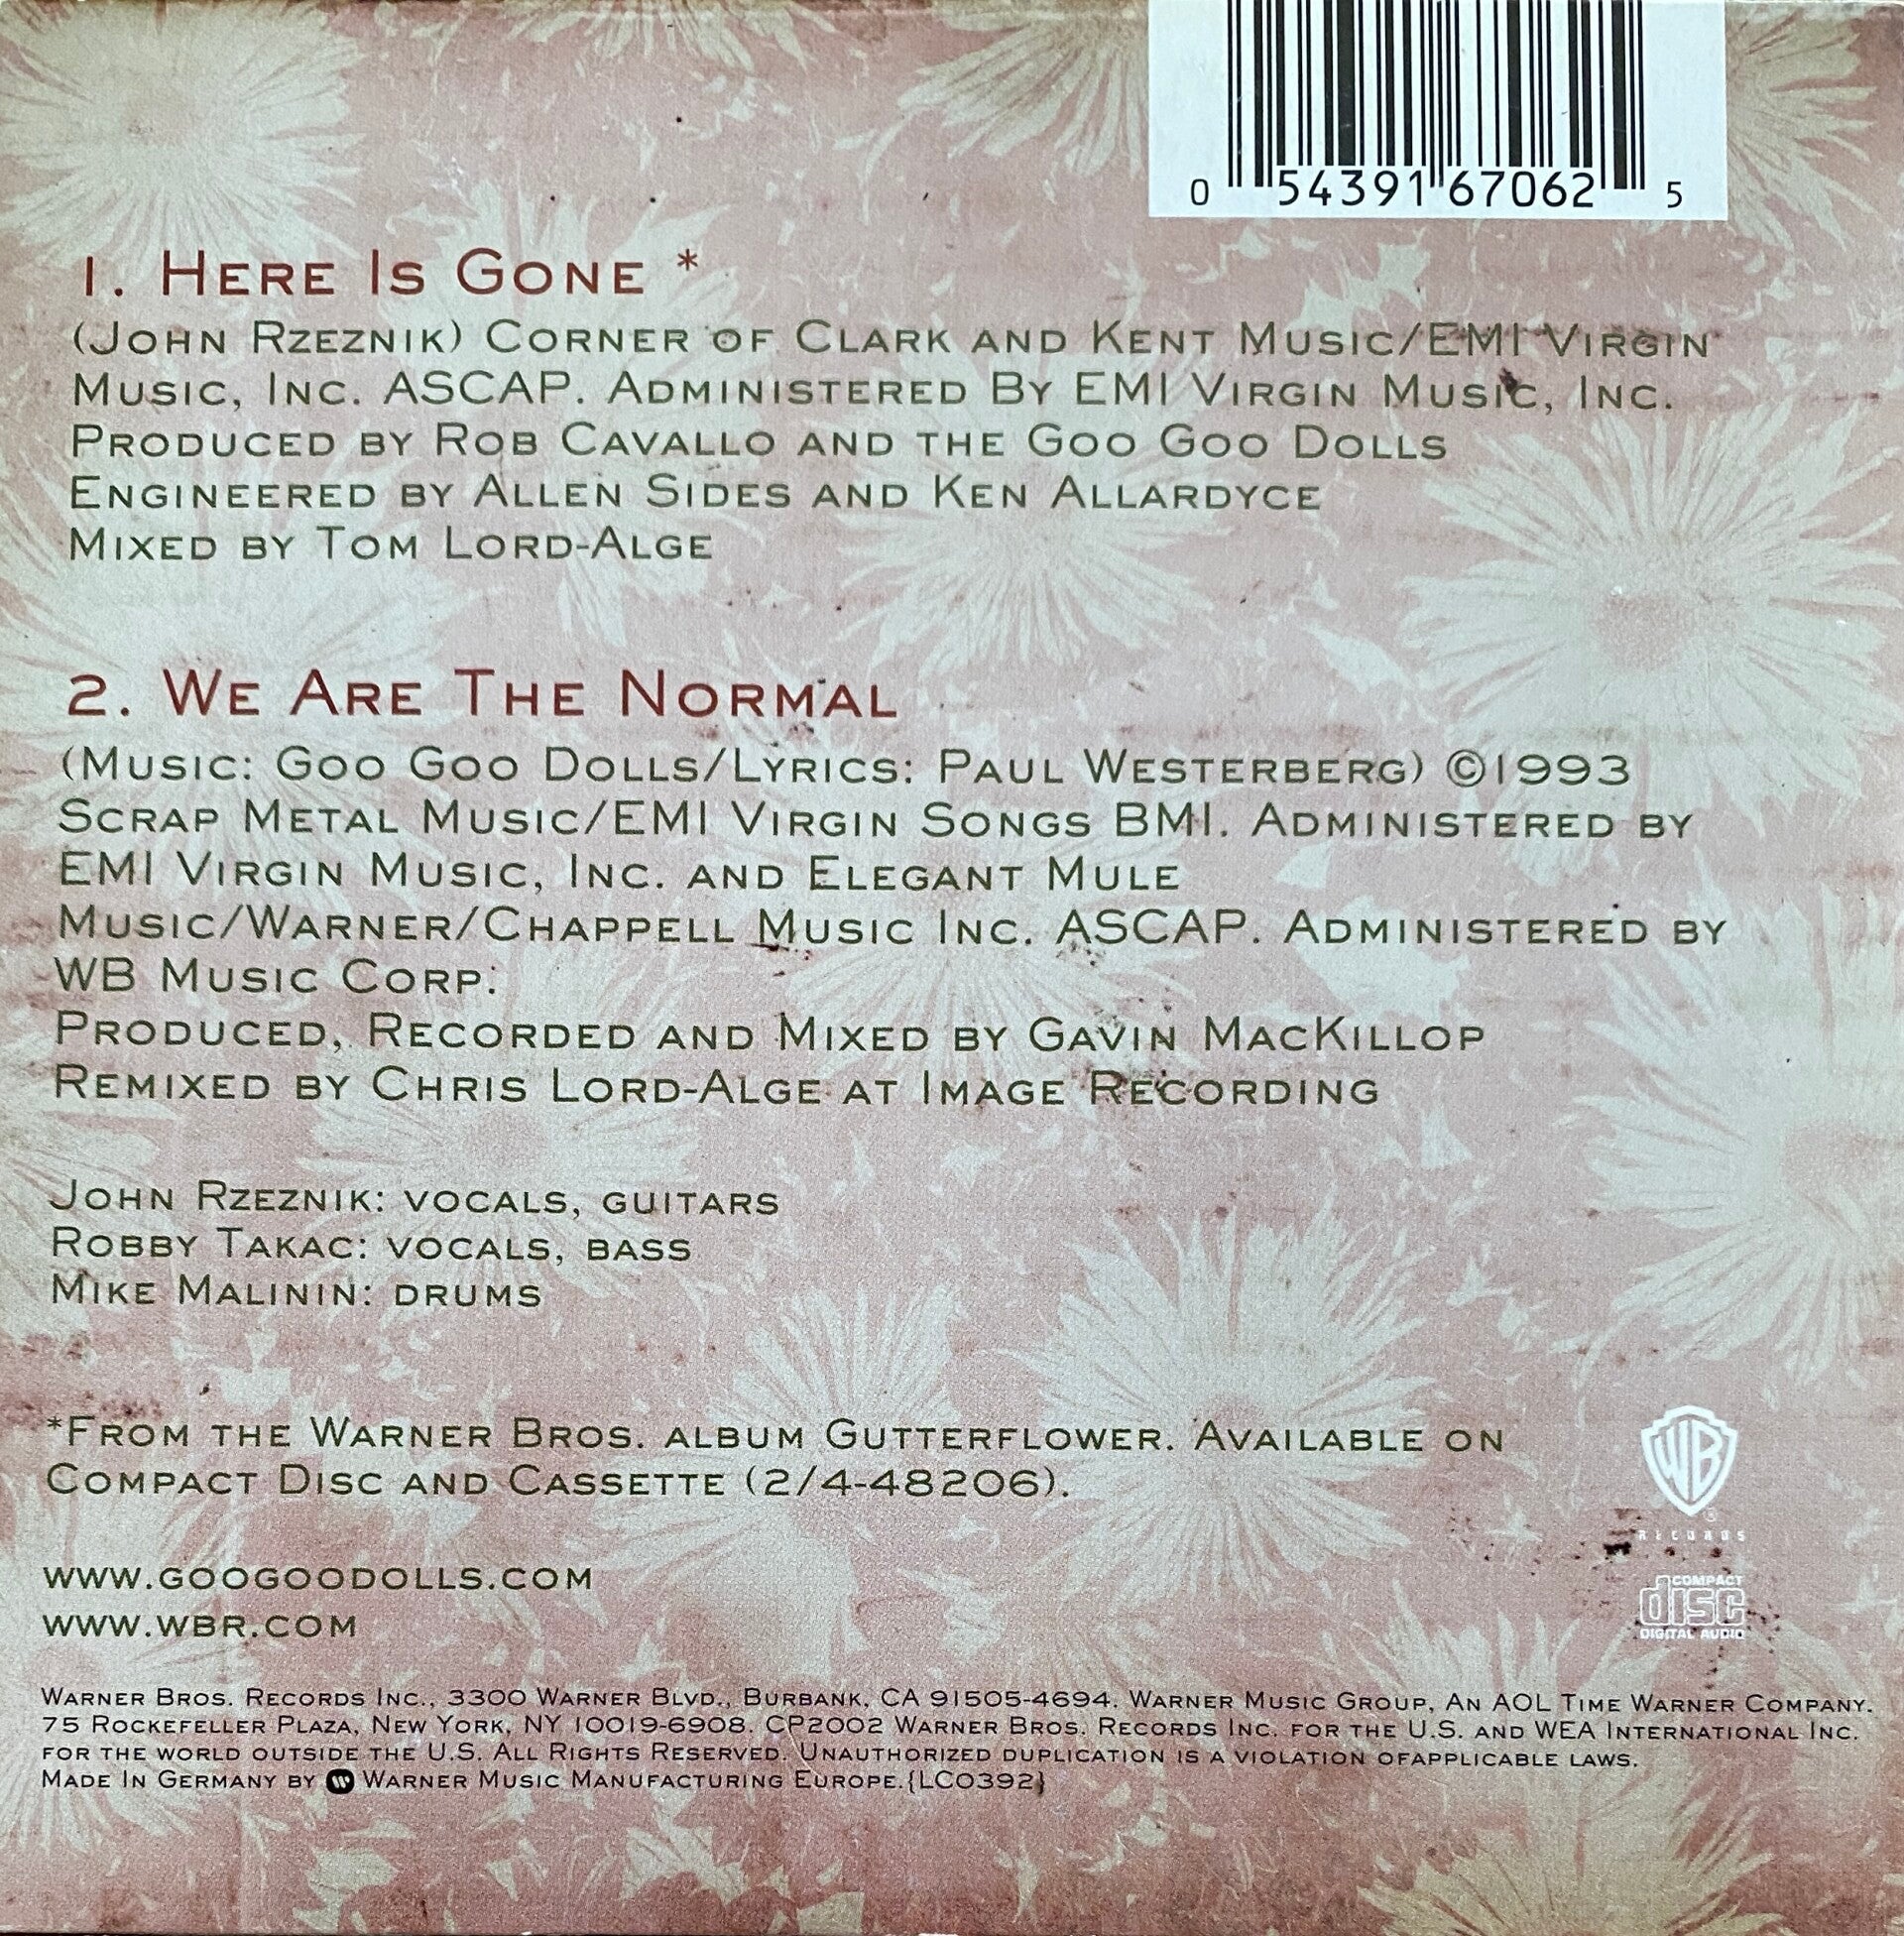 0 54391 67062 5
1. Here Is Gone *
(John Rzeznik) Corner of Clark and Kent Music/EMI Virgin
Music, Inc. ASCAP. Administered By EMI Virgin Music, Inc.
Produced by Rob Cavallo and the Goo Goo Dolls
Engineered by Allen Sides and Ken Allardyce
Mixed by Tom Lord-Alge
2. We Are The Normal
(Music: Goo Goo Dolls/Lyrics: Paul Westerberg) ©1993
Scrap Metal Music/EMI Virgin Songs BMI. Administered by
EMI Virgin Music, Inc. and Elegant Mule
Music/Warner/Chappell Music Inc. ASCAP. Administered by
WB Music Corp.
Produced, Recorded and Mixed by Gavin MacKillop
Remixed by Chris Lord-Alge at Image Recording
John Rzeznik: vocals, guitars
Robby Takac: vocals, bass
Mike Malinin: drums
*From the Warner Bros. album Gutterflower. Available on
Compact Disc and Cassette (2/4-48206).
WB
®
RECORDS
www.googoodolls.com
www.wbr.com
COMPACT
disc
DIGITAL AUDIO
Warner Bros. Records Inc., 3300 Warner Blvd., Burbank, CA 91505-4694. Warner Music Group, An AOL Time Warner Company.
75 Rockefeller Plaza, New York, NY 10019-6908. CP2002 Warner Bros. Records Inc. for the U.S. and WEA International Inc.
for the world outside the U.S. All Rights Reserved. Unauthorized duplication is a violation ofapplicable laws.
Made In Germany by W Warner Music Manufacturing Europe.{LC0392}